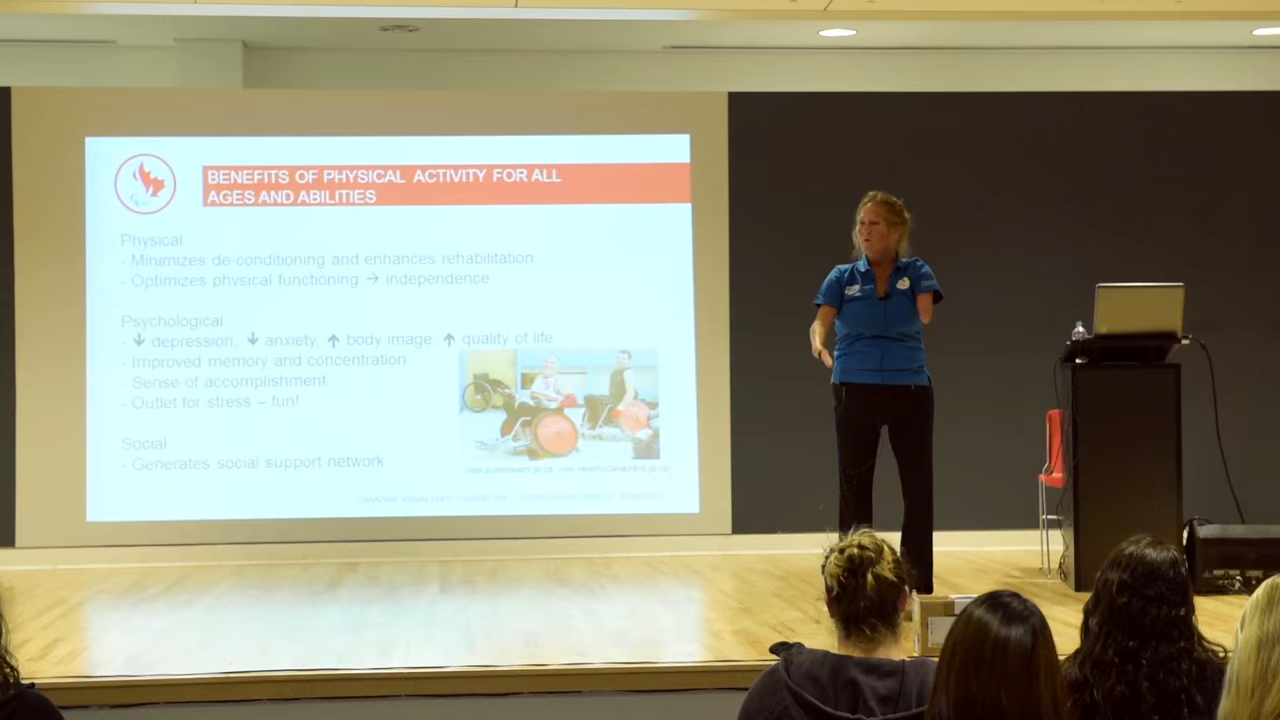 BENEFITS OF PHYSICAL ACTIVITY FOR ALL
AGES AND ABILITIES
Physical
- Minimizes de-conditioning and enhances rehabilitation
- Optimizes physical functioning → independence
Psychological
- ↓ depression, ↓ anxiety, ↑ body image, ↑ quality of life
- Improved memory and concentration
- Sense of accomplishment
- Outlet for stress – fun!
Social
- Generates social support network